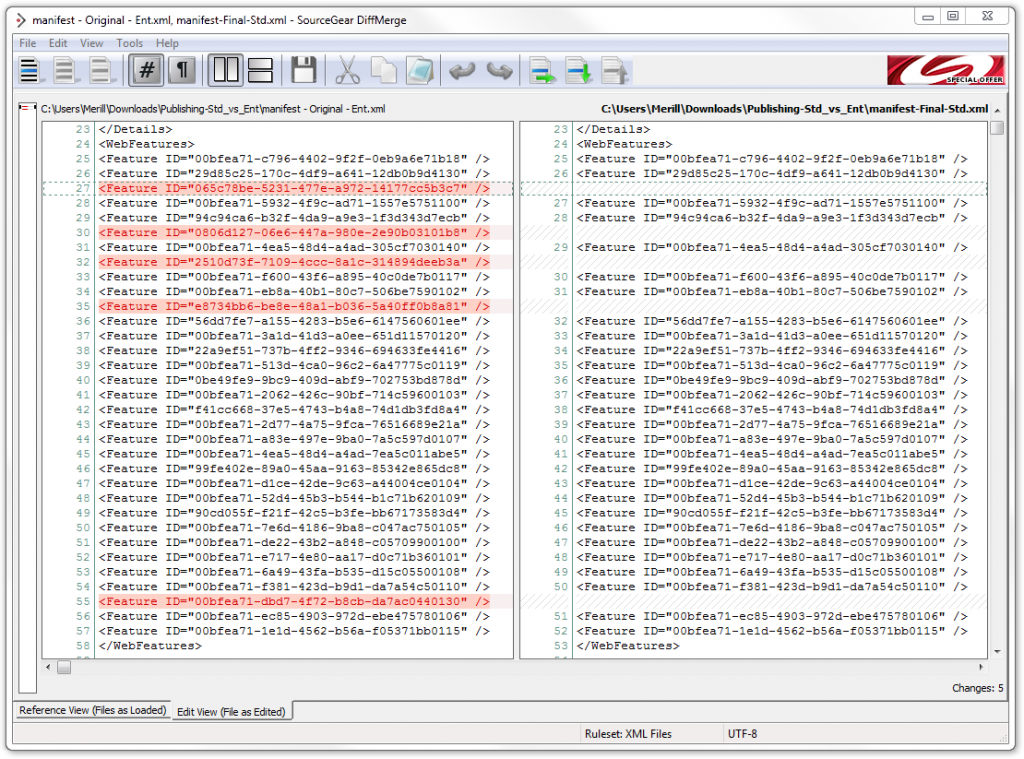 manifest - Original - Ent.xml, manifest-Final-Std.xml - SourceGear DiffMerge
File Edit View Tools Help
# ¶
SPECIAL OFFER
C:\Users\Merill\Downloads\Publishing-Std_vs_Ent\manifest - Original - Ent.xml
C:\Users\Merill\Downloads\Publishing-Std_vs_Ent\manifest-Final-Std.xml
23 </Details>
24 <WebFeatures>
25 <Feature ID="00bfea71-c796-4402-9f2f-0eb9a6e71b18" />
26 <Feature ID="29d85c25-170c-4df9-a641-12db0b9d4130" />
27 <Feature ID="065c78be-5231-477e-a972-14177cc5b3c7" />
28 <Feature ID="00bfea71-5932-4f9c-ad71-1557e5751100" />
29 <Feature ID="94c94ca6-b32f-4da9-a9e3-1f3d343d7ecb" />
30 <Feature ID="0806d127-06e6-447a-980e-2e90b03101b8" />
31 <Feature ID="00bfea71-4ea5-48d4-a4ad-305cf7030140" />
32 <Feature ID="2510d73f-7109-4ccc-8a1c-314894deeb3a" />
33 <Feature ID="00bfea71-f600-43f6-a895-40c0de7b0117" />
34 <Feature ID="00bfea71-eb8a-40b1-80c7-506be7590102" />
35 <Feature ID="e8734bb6-be8e-48a1-b036-5a40ff0b8a81" />
36 <Feature ID="56dd7fe7-a155-4283-b5e6-6147560601ee" />
37 <Feature ID="00bfea71-3a1d-41d3-a0ee-651d11570120" />
38 <Feature ID="22a9ef51-737b-4ff2-9346-694633fe4416" />
39 <Feature ID="00bfea71-513d-4ca0-96c2-6a47775c0119" />
40 <Feature ID="0be49fe9-9bc9-409d-abf9-702753bd878d" />
41 <Feature ID="00bfea71-2062-426c-90bf-714c59600103" />
42 <Feature ID="f41cc668-37e5-4743-b4a8-74d1db3fd8a4" />
43 <Feature ID="00bfea71-2d77-4a75-9fca-76516689e21a" />
44 <Feature ID="00bfea71-a83e-497e-9ba0-7a5c597d0107" />
45 <Feature ID="00bfea71-4ea5-48d4-a4ad-7ea5c011abe5" />
46 <Feature ID="99fe402e-89a0-45aa-9163-85342e865dc8" />
47 <Feature ID="00bfea71-d1ce-42de-9c63-a44004ce0104" />
48 <Feature ID="00bfea71-52d4-45b3-b544-b1c71b620109" />
49 <Feature ID="90cd055f-f21f-42c5-b3fe-bb67173583d4" />
50 <Feature ID="00bfea71-7e6d-4186-9ba8-c047ac750105" />
51 <Feature ID="00bfea71-de22-43b2-a848-c05709900100" />
52 <Feature ID="00bfea71-e717-4e80-aa17-d0c71b360101" />
53 <Feature ID="00bfea71-6a49-43fa-b535-d15c05500108" />
54 <Feature ID="00bfea71-f381-423d-b9d1-da7a54c50110" />
55 <Feature ID="00bfea71-dbd7-4f72-b8cb-da7ac0440130" />
56 <Feature ID="00bfea71-ec85-4903-972d-ebe475780106" />
57 <Feature ID="00bfea71-1e1d-4562-b56a-f05371bb0115" />
58 </WebFeatures>
23 </Details>
24 <WebFeatures>
25 <Feature ID="00bfea71-c796-4402-9f2f-0eb9a6e71b18" />
26 <Feature ID="29d85c25-170c-4df9-a641-12db0b9d4130" />
27 <Feature ID="00bfea71-5932-4f9c-ad71-1557e5751100" />
28 <Feature ID="94c94ca6-b32f-4da9-a9e3-1f3d343d7ecb" />
29 <Feature ID="00bfea71-4ea5-48d4-a4ad-305cf7030140" />
30 <Feature ID="00bfea71-f600-43f6-a895-40c0de7b0117" />
31 <Feature ID="00bfea71-eb8a-40b1-80c7-506be7590102" />
32 <Feature ID="56dd7fe7-a155-4283-b5e6-6147560601ee" />
33 <Feature ID="00bfea71-3a1d-41d3-a0ee-651d11570120" />
34 <Feature ID="22a9ef51-737b-4ff2-9346-694633fe4416" />
35 <Feature ID="00bfea71-513d-4ca0-96c2-6a47775c0119" />
36 <Feature ID="0be49fe9-9bc9-409d-abf9-702753bd878d" />
37 <Feature ID="00bfea71-2062-426c-90bf-714c59600103" />
38 <Feature ID="f41cc668-37e5-4743-b4a8-74d1db3fd8a4" />
39 <Feature ID="00bfea71-2d77-4a75-9fca-76516689e21a" />
40 <Feature ID="00bfea71-a83e-497e-9ba0-7a5c597d0107" />
41 <Feature ID="00bfea71-4ea5-48d4-a4ad-7ea5c011abe5" />
42 <Feature ID="99fe402e-89a0-45aa-9163-85342e865dc8" />
43 <Feature ID="00bfea71-d1ce-42de-9c63-a44004ce0104" />
44 <Feature ID="00bfea71-52d4-45b3-b544-b1c71b620109" />
45 <Feature ID="90cd055f-f21f-42c5-b3fe-bb67173583d4" />
46 <Feature ID="00bfea71-7e6d-4186-9ba8-c047ac750105" />
47 <Feature ID="00bfea71-de22-43b2-a848-c05709900100" />
48 <Feature ID="00bfea71-e717-4e80-aa17-d0c71b360101" />
49 <Feature ID="00bfea71-6a49-43fa-b535-d15c05500108" />
50 <Feature ID="00bfea71-f381-423d-b9d1-da7a54c50110" />
51 <Feature ID="00bfea71-ec85-4903-972d-ebe475780106" />
52 <Feature ID="00bfea71-1e1d-4562-b56a-f05371bb0115" />
53 </WebFeatures>
Changes: 5
Reference View (Files as Loaded) Edit View (File as Edited)
Ruleset: XML Files UTF-8